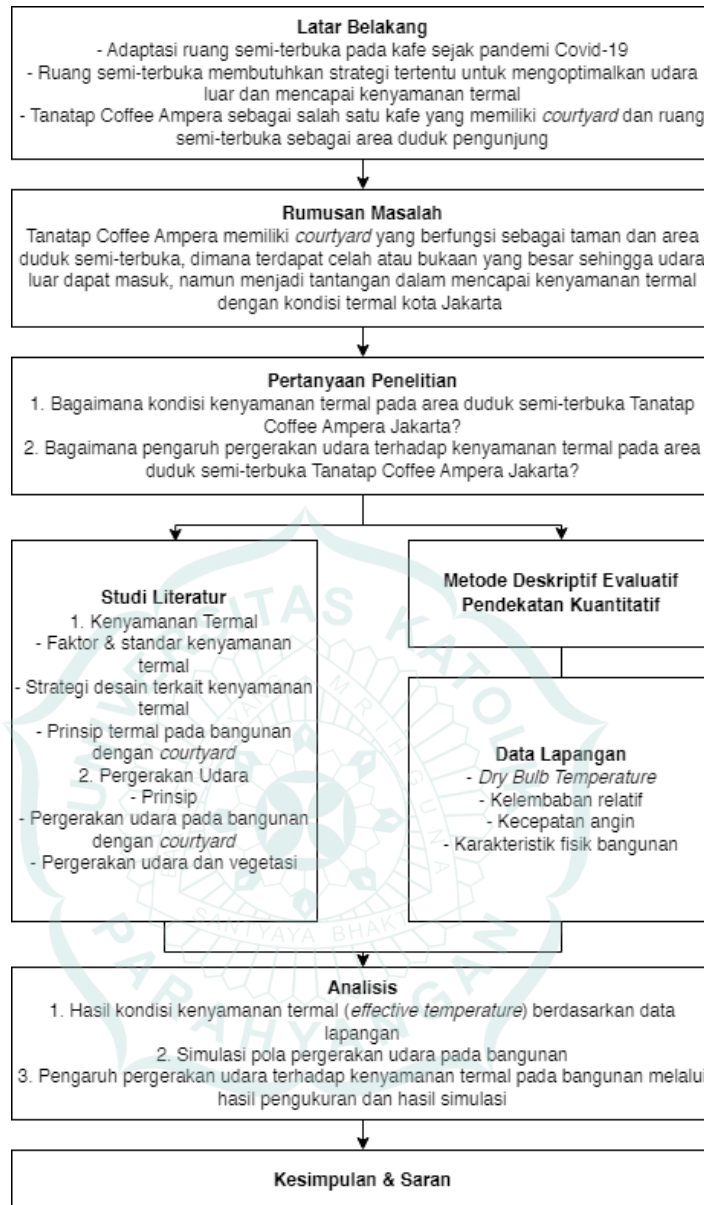 Latar Belakang
- Adaptasi ruang semi-terbuka pada kafe sejak pandemi Covid-19
- Ruang semi-terbuka membutuhkan strategi tertentu untuk mengoptimalkan udara
luar dan mencapai kenyamanan termal
- Tanatap Coffee Ampera sebagai salah satu kafe yang memiliki courtyard dan ruang
semi-terbuka sebagai area duduk pengunjung
Rumusan Masalah
Tanatap Coffee Ampera memiliki courtyard yang berfungsi sebagai taman dan area
duduk semi-terbuka, dimana terdapat celah atau bukaan yang besar sehingga udara
luar dapat masuk, namun menjadi tantangan dalam mencapai kenyamanan termal
dengan kondisi termal kota Jakarta
Pertanyaan Penelitian
1. Bagaimana kondisi kenyamanan termal pada area duduk semi-terbuka Tanatap
Coffee Ampera Jakarta?
2. Bagaimana pengaruh pergerakan udara terhadap kenyamanan termal pada area
duduk semi-terbuka Tanatap Coffee Ampera Jakarta?
Studi Literatur
1. Kenyamanan Termal
- Faktor & standar kenyamanan
termal
- Strategi desain terkait kenyamanan
termal
- Prinsip termal pada bangunan
dengan courtyard
2. Pergerakan Udara
- Prinsip
- Pergerakan udara pada bangunan
dengan courtyard
- Pergerakan udara dan vegetasi
Metode Deskriptif Evaluatif
Pendekatan Kuantitatif
Data Lapangan
- Dry Bulb Temperature
- Kelembaban relatif
- Kecepatan angin
- Karakteristik fisik bangunan
Analisis
1. Hasil kondisi kenyamanan termal (effective temperature) berdasarkan data
lapangan
2. Simulasi pola pergerakan udara pada bangunan
3. Pengaruh pergerakan udara terhadap kenyamanan termal pada bangunan melalui
hasil pengukuran dan hasil simulasi
Kesimpulan & Saran
UNIVERSITAS KATOLIK
PARAHYANGAN
SANTYAYA BHAKTI